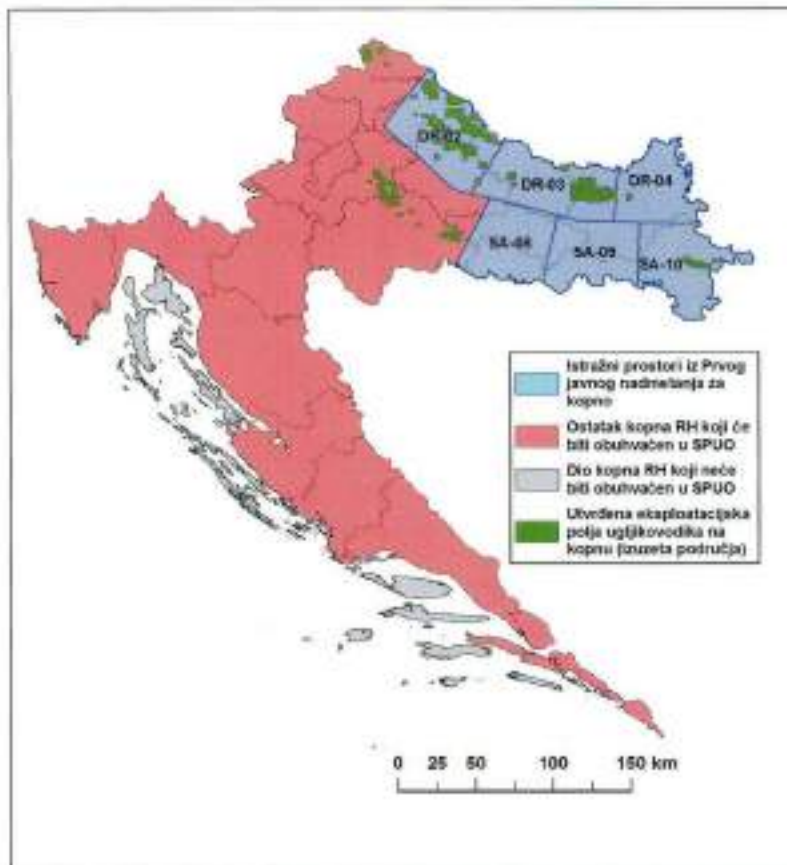 DR-02
DR-03
DR-04
SA-08
SA-09
SA-10
Istražni prostori iz Prvog
javnog nadmetanja za
kopno
Ostatak kopna RH koji će
biti obuhvaćen u SPUO
Dio kopna RH koji neće
biti obuhvaćen u SPUO
Utvrđena eksploatacijska
polja ugljikovodika na
kopnu (izuzeta područja)
0 25 50 100 150 km